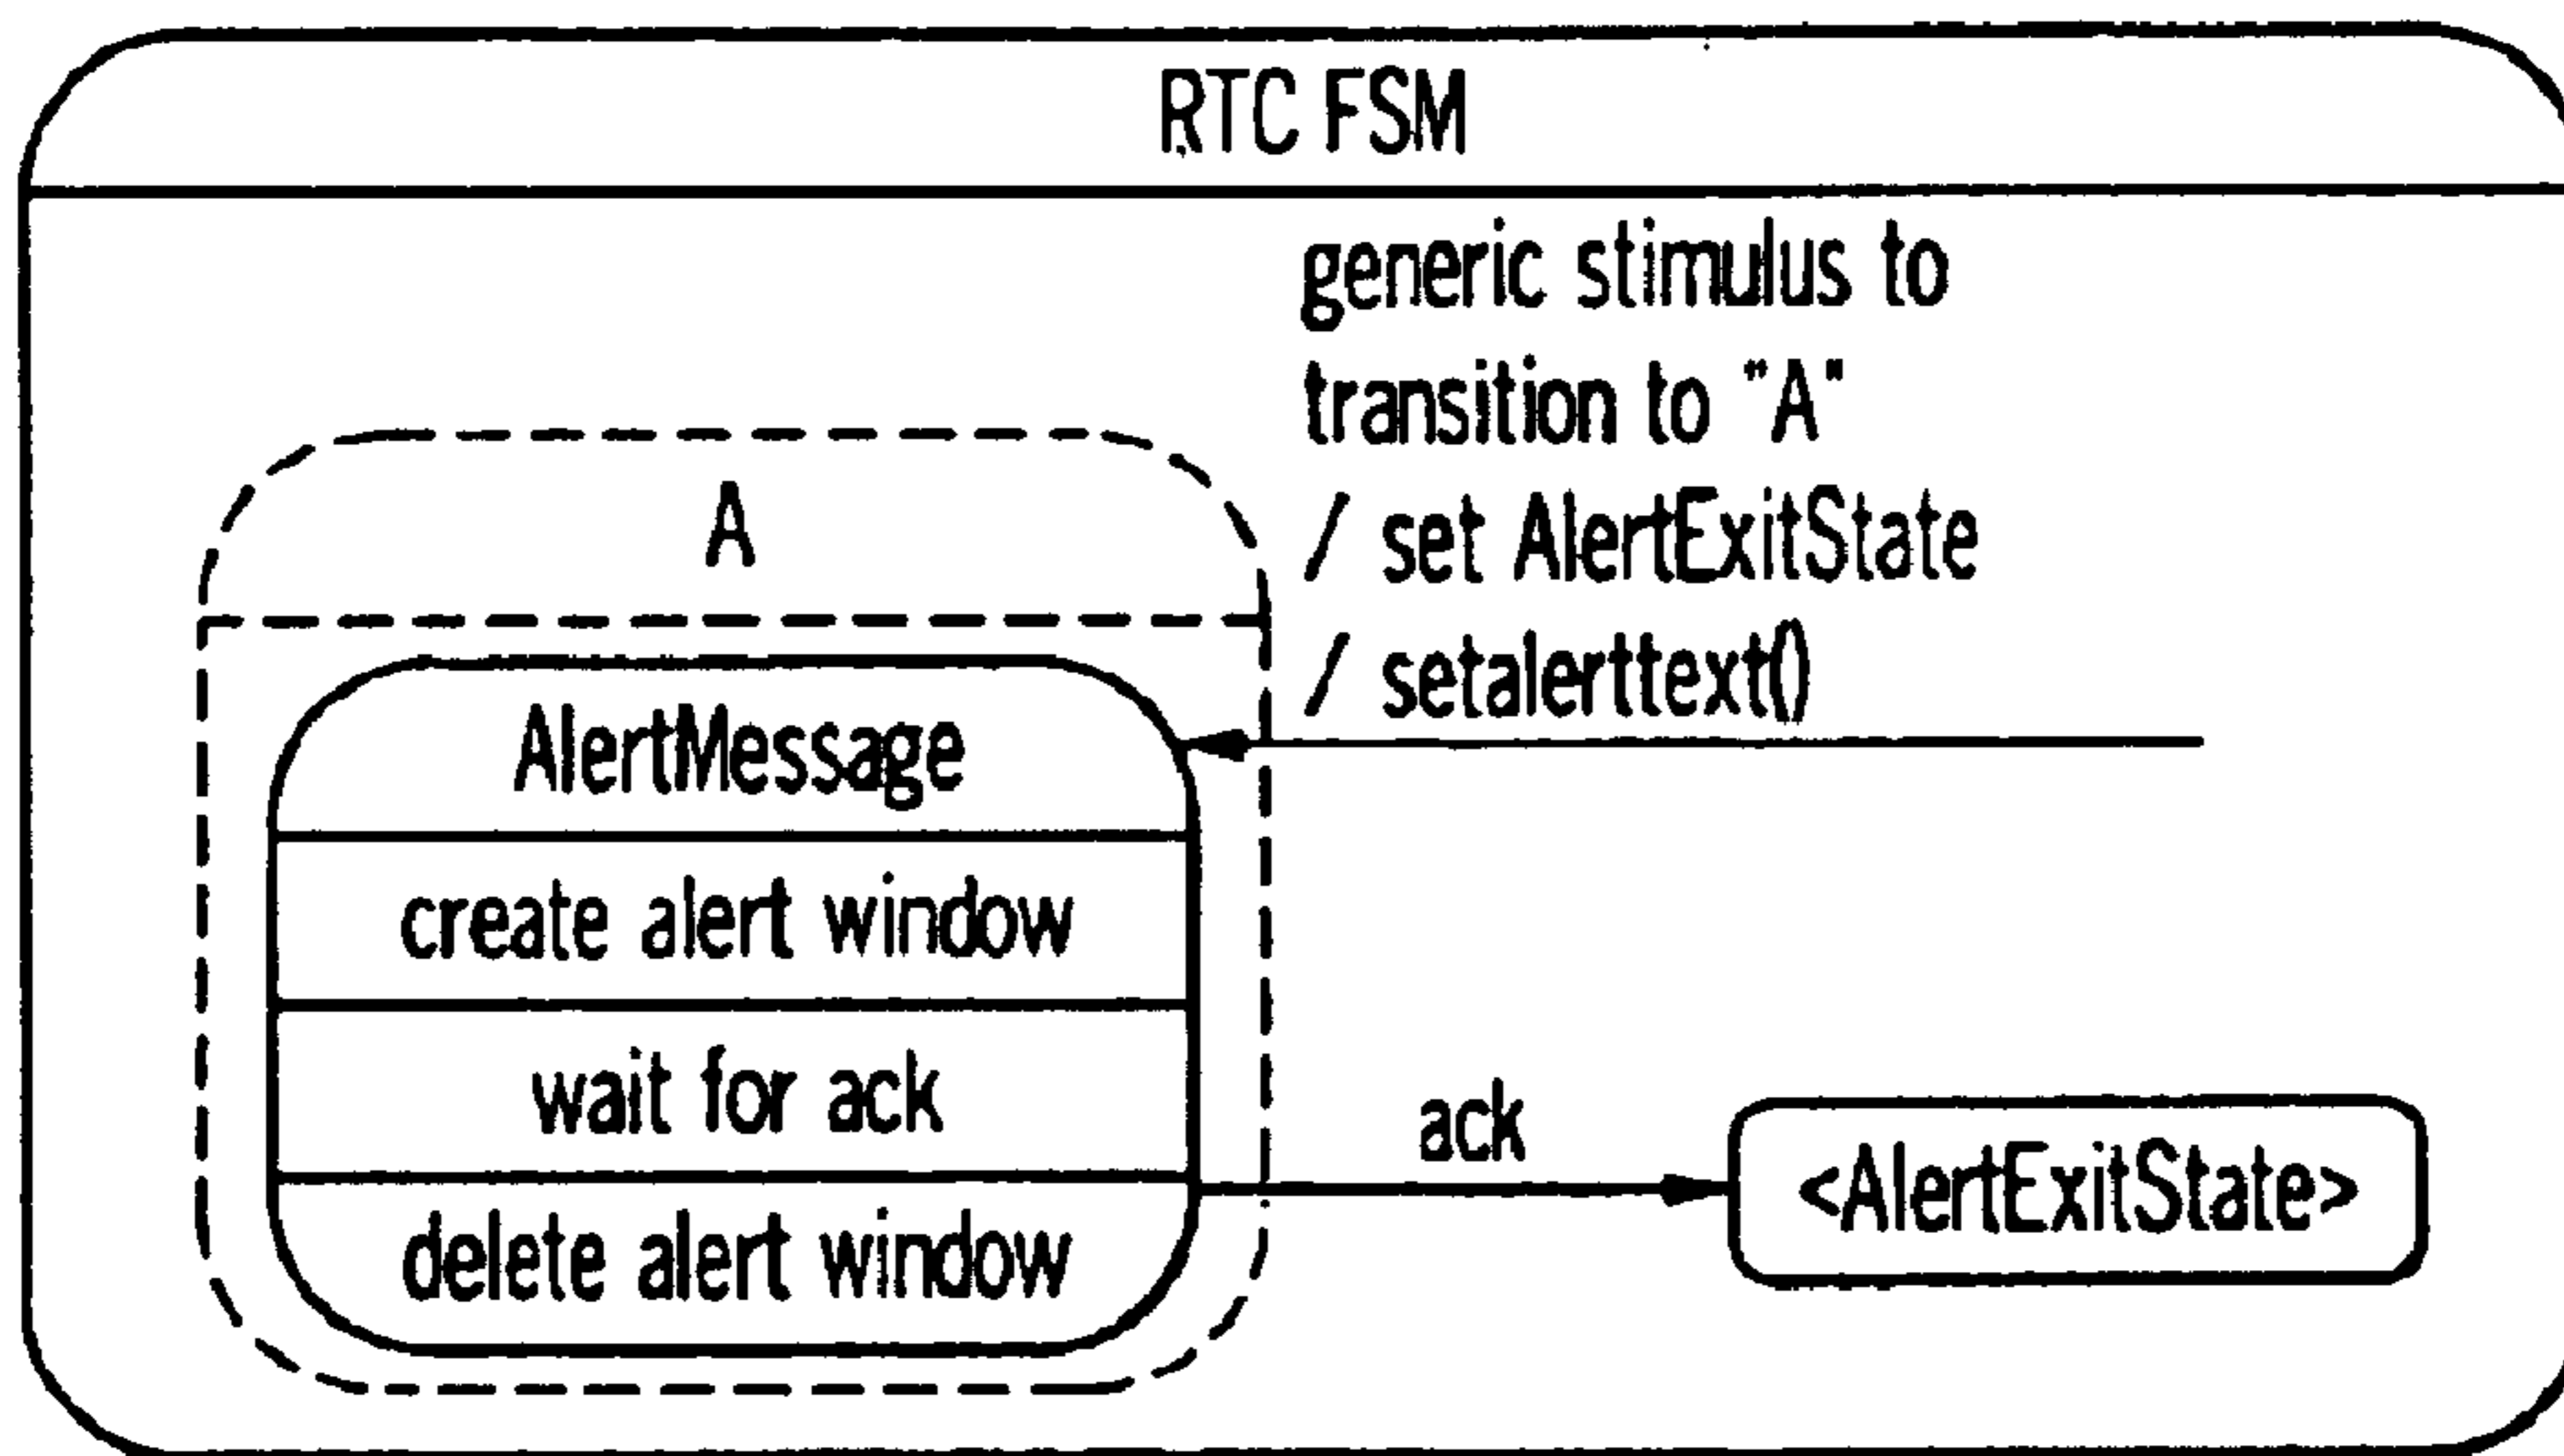 RTC FSM
generic stimulus to
transition to "A"
/ set AlertExitState
/ setalerttext()
A
AlertMessage
create alert window
wait for ack
delete alert window
ack
<AlertExitState>